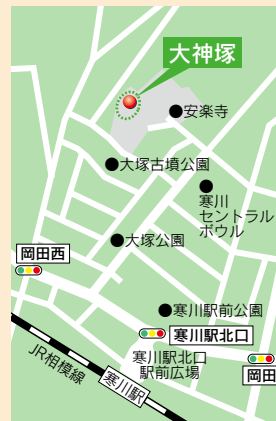 大神塚
安楽寺
大塚古墳公園
寒川
セントラル
ボウル
大塚公園
岡田西
寒川駅前公園
寒川駅北口
寒川駅北口
駅前広場
岡田
JR相模線
寒川駅